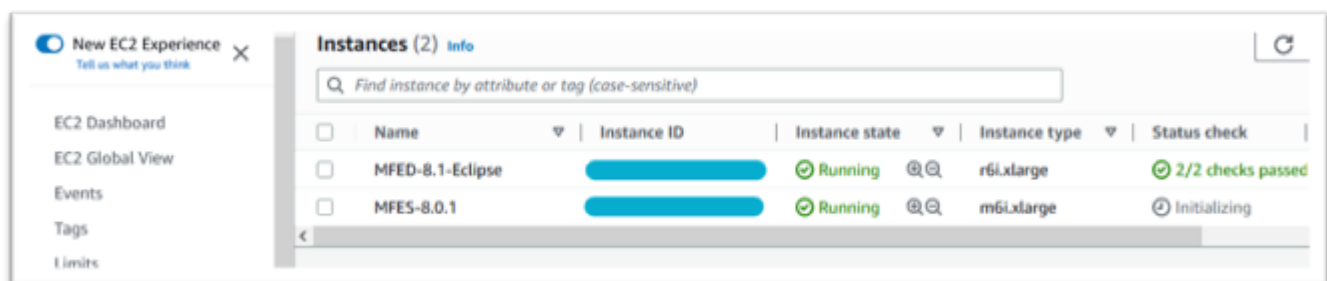 New EC2 Experience
Tell us what you think
EC2 Dashboard
EC2 Global View
Events
Tags
Limits
Instances (2) Info
Find instance by attribute or tag (case-sensitive)
Name Instance ID Instance state Instance type Status check
MFED-8.1-Eclipse Running r6i.xlarge 2/2 checks passed
MFES-8.0.1 Running m6i.xlarge Initializing